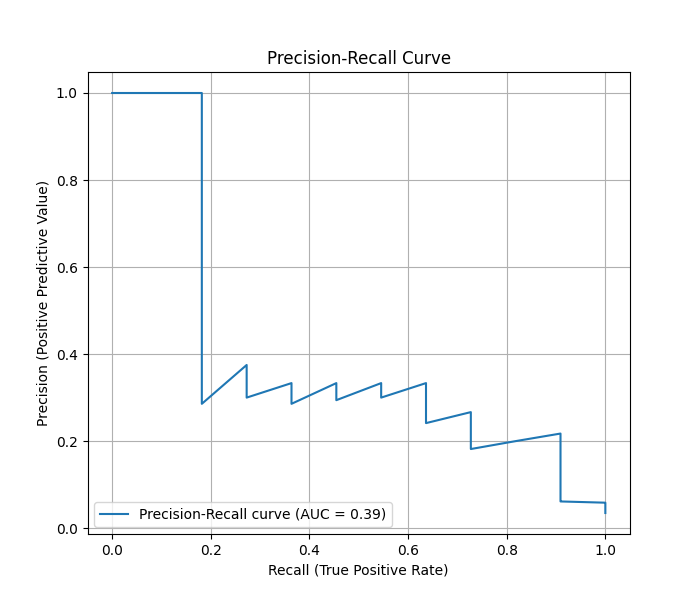 Precision-Recall Curve
Precision (Positive Predictive Value)
1.0
0.8
0.6
0.4
0.2
0.0
Precision-Recall curve (AUC = 0.39)
0.0 0.2 0.4 0.6 0.8 1.0
Recall (True Positive Rate)